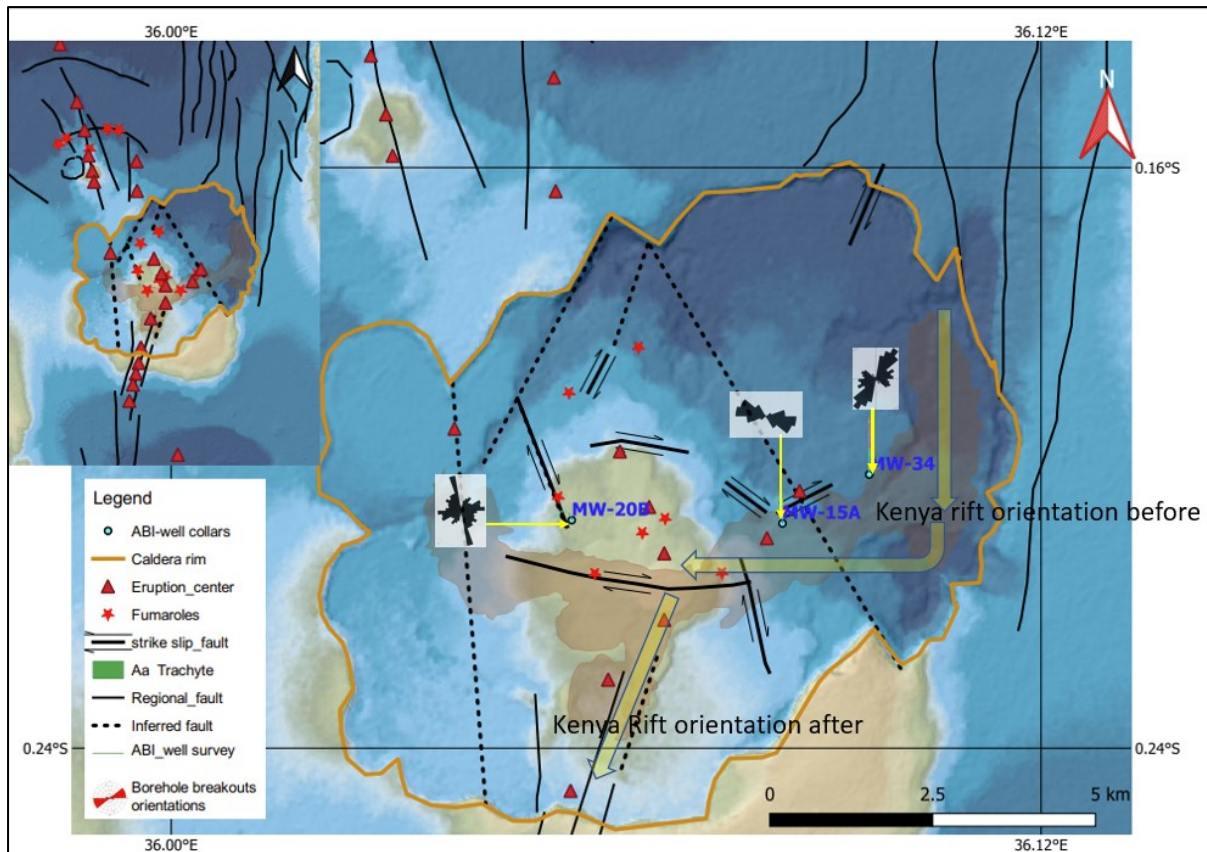 36.00°E
36.12°E
N
0.16°S
MW-34
MW-20B
MW-15A
Kenya rift orientation before
Kenya Rift orientation after
Legend
ABI-well collars
Caldera rim
Eruption_center
Fumaroles
strike slip_fault
Aa Trachyte
Regional_fault
Inferred fault
ABI_well survey
Borehole breakouts
orientations
0.24°S
0.24°S
0
2.5
5 km
36.00°E
36.12°E